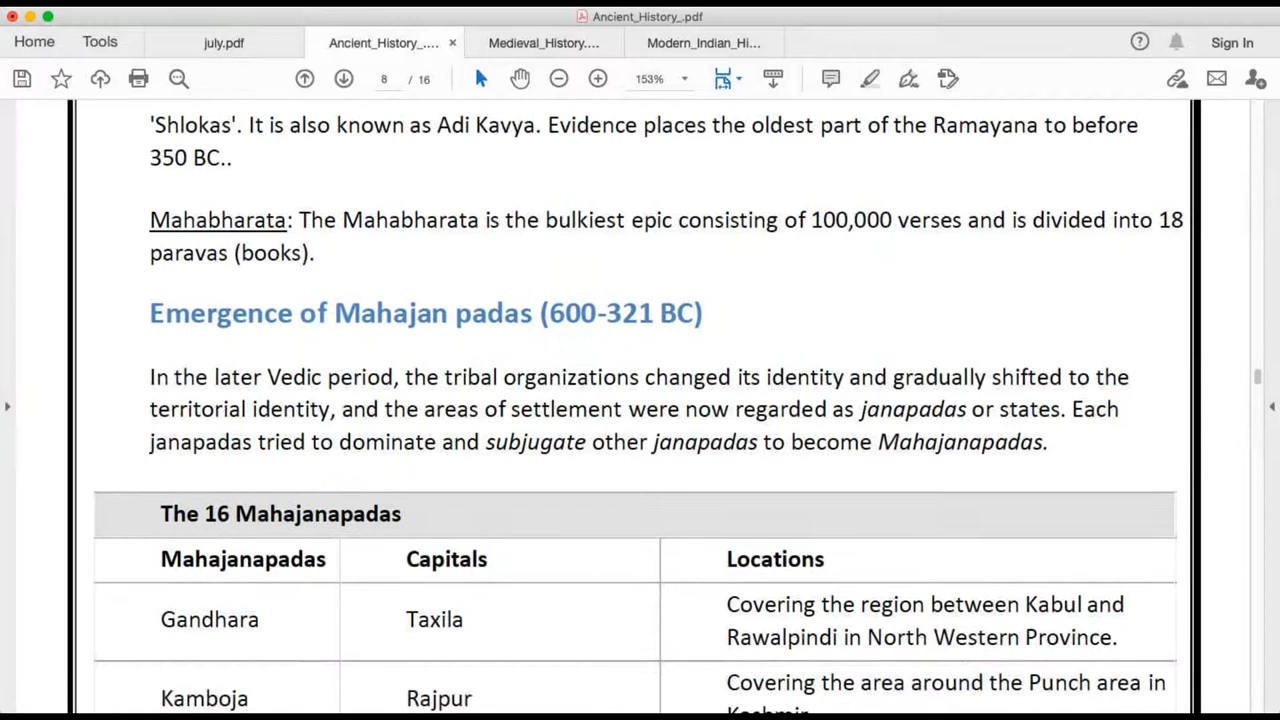 Ancient_History_.pdf
Home Tools july.pdf Ancient_History_.... × Medieval_History.... Modern_Indian_Hi... Sign In
8 / 16 153%
'Shlokas'. It is also known as Adi Kavya. Evidence places the oldest part of the Ramayana to before
350 BC..
Mahabharata: The Mahabharata is the bulkiest epic consisting of 100,000 verses and is divided into 18
paravas (books).
Emergence of Mahajan padas (600-321 BC)
In the later Vedic period, the tribal organizations changed its identity and gradually shifted to the
territorial identity, and the areas of settlement were now regarded as janapadas or states. Each
janapadas tried to dominate and subjugate other janapadas to become Mahajanapadas.
The 16 Mahajanapadas
Mahajanapadas Capitals Locations
Gandhara Taxila Covering the region between Kabul and
Rawalpindi in North Western Province.
Kamboja Rajpur Covering the area around the Punch area in
Kashmir